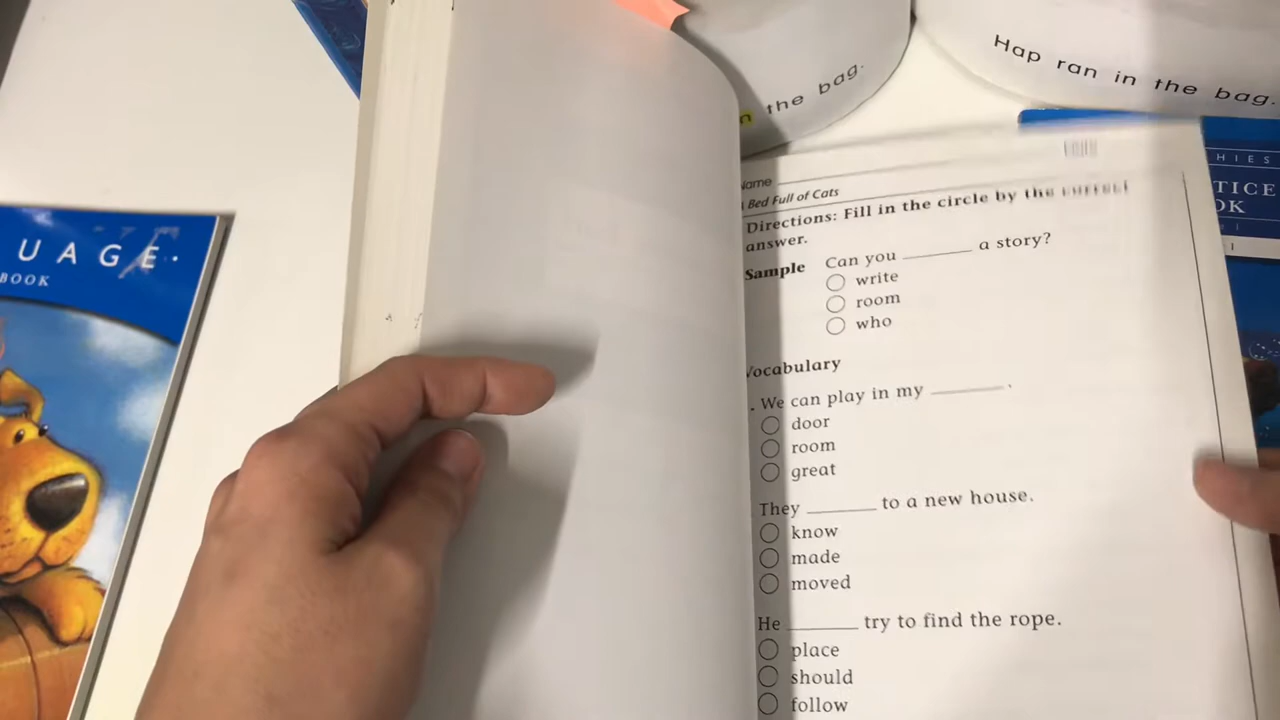 Hap ran in the bag.
the bag.
UAGE
BOOK
Name
Bed Full of Cats
Directions: Fill in the circle by the
answer.
Sample Can you ______ a story?
write
room
who
Vocabulary
. We can play in my ______.
door
room
great
They ______ to a new house.
know
made
moved
He ______ try to find the rope.
place
should
follow